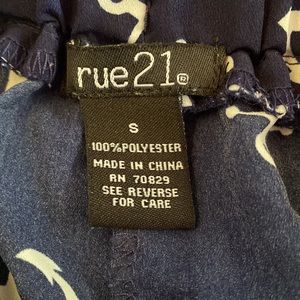 rue21®
S
100%POLYESTER
MADE IN CHINA
RN 70829
SEE REVERSE
FOR CARE